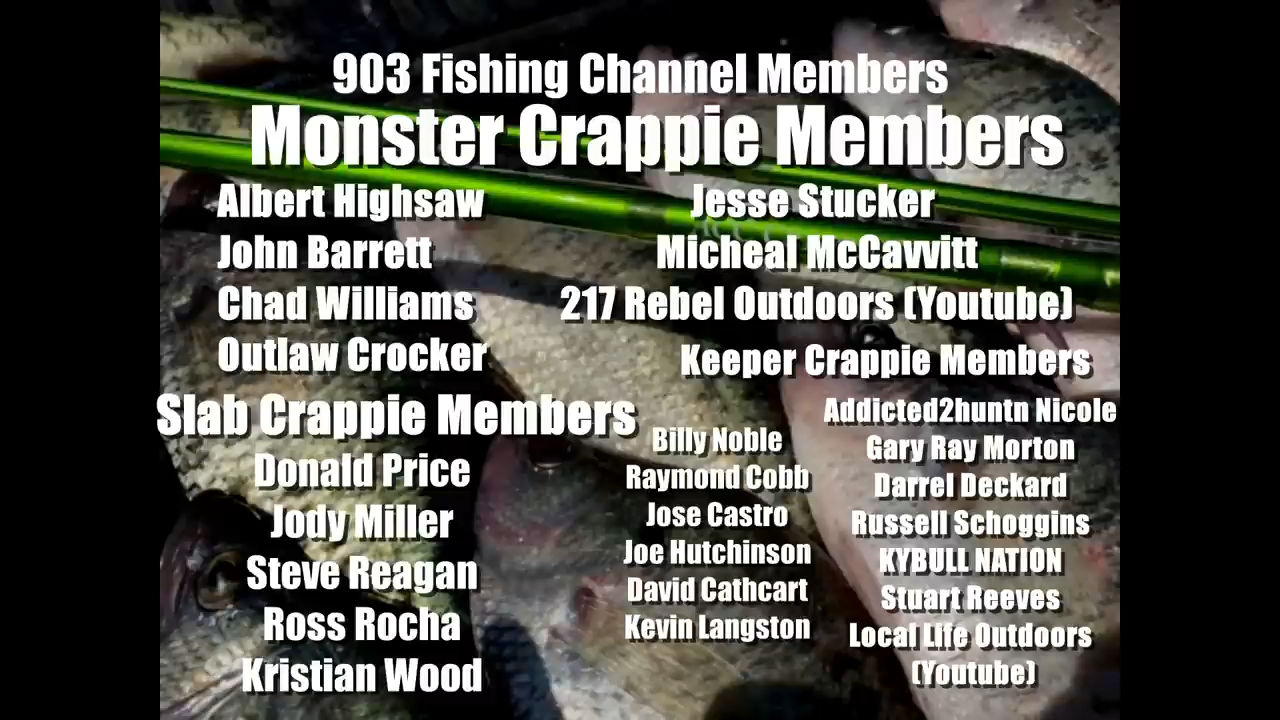 903 Fishing Channel Members
Monster Crappie Members
Albert Highsaw
John Barrett
Chad Williams
Outlaw Crocker
Jesse Stucker
Micheal McCavvitt
217 Rebel Outdoors (Youtube)
Slab Crappie Members
Donald Price
Jody Miller
Steve Reagan
Ross Rocha
Kristian Wood
Keeper Crappie Members
Billy Noble
Raymond Cobb
Jose Castro
Joe Hutchinson
David Cathcart
Kevin Langston
Addicted2huntn Nicole
Gary Ray Morton
Darrel Deckard
Russell Schoggins
KYBULL NATION
Stuart Reeves
Local Life Outdoors
(Youtube)